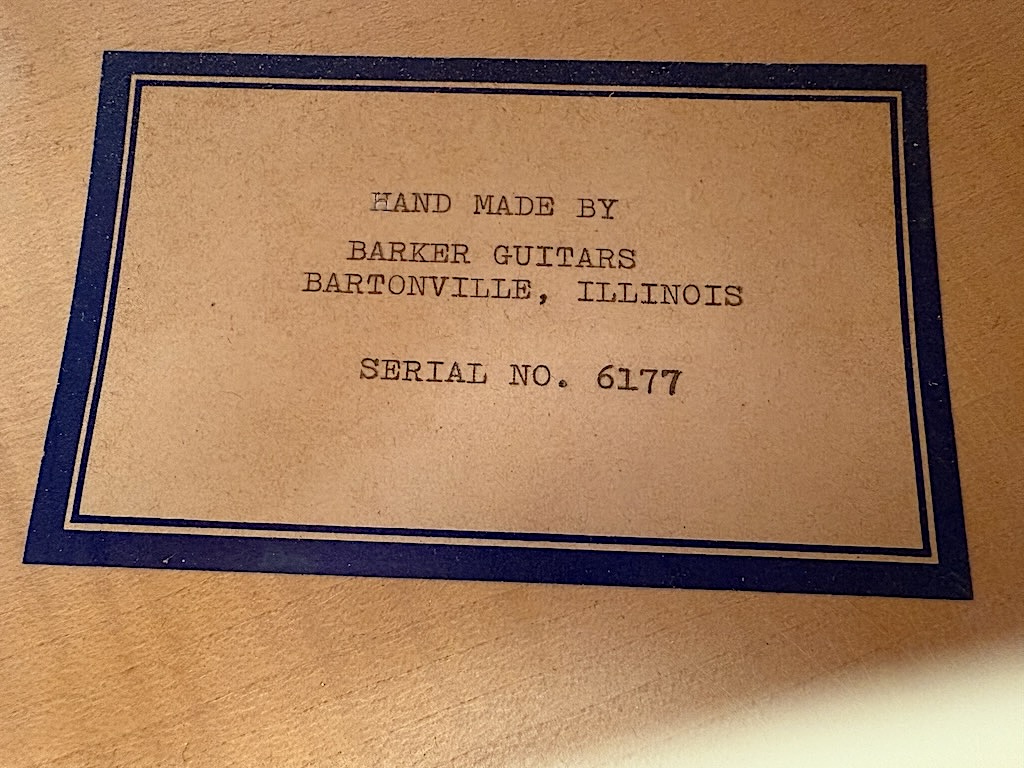 HAND MADE BY
BARKER GUITARS
BARTONVILLE, ILLINOIS
SERIAL NO. 6177